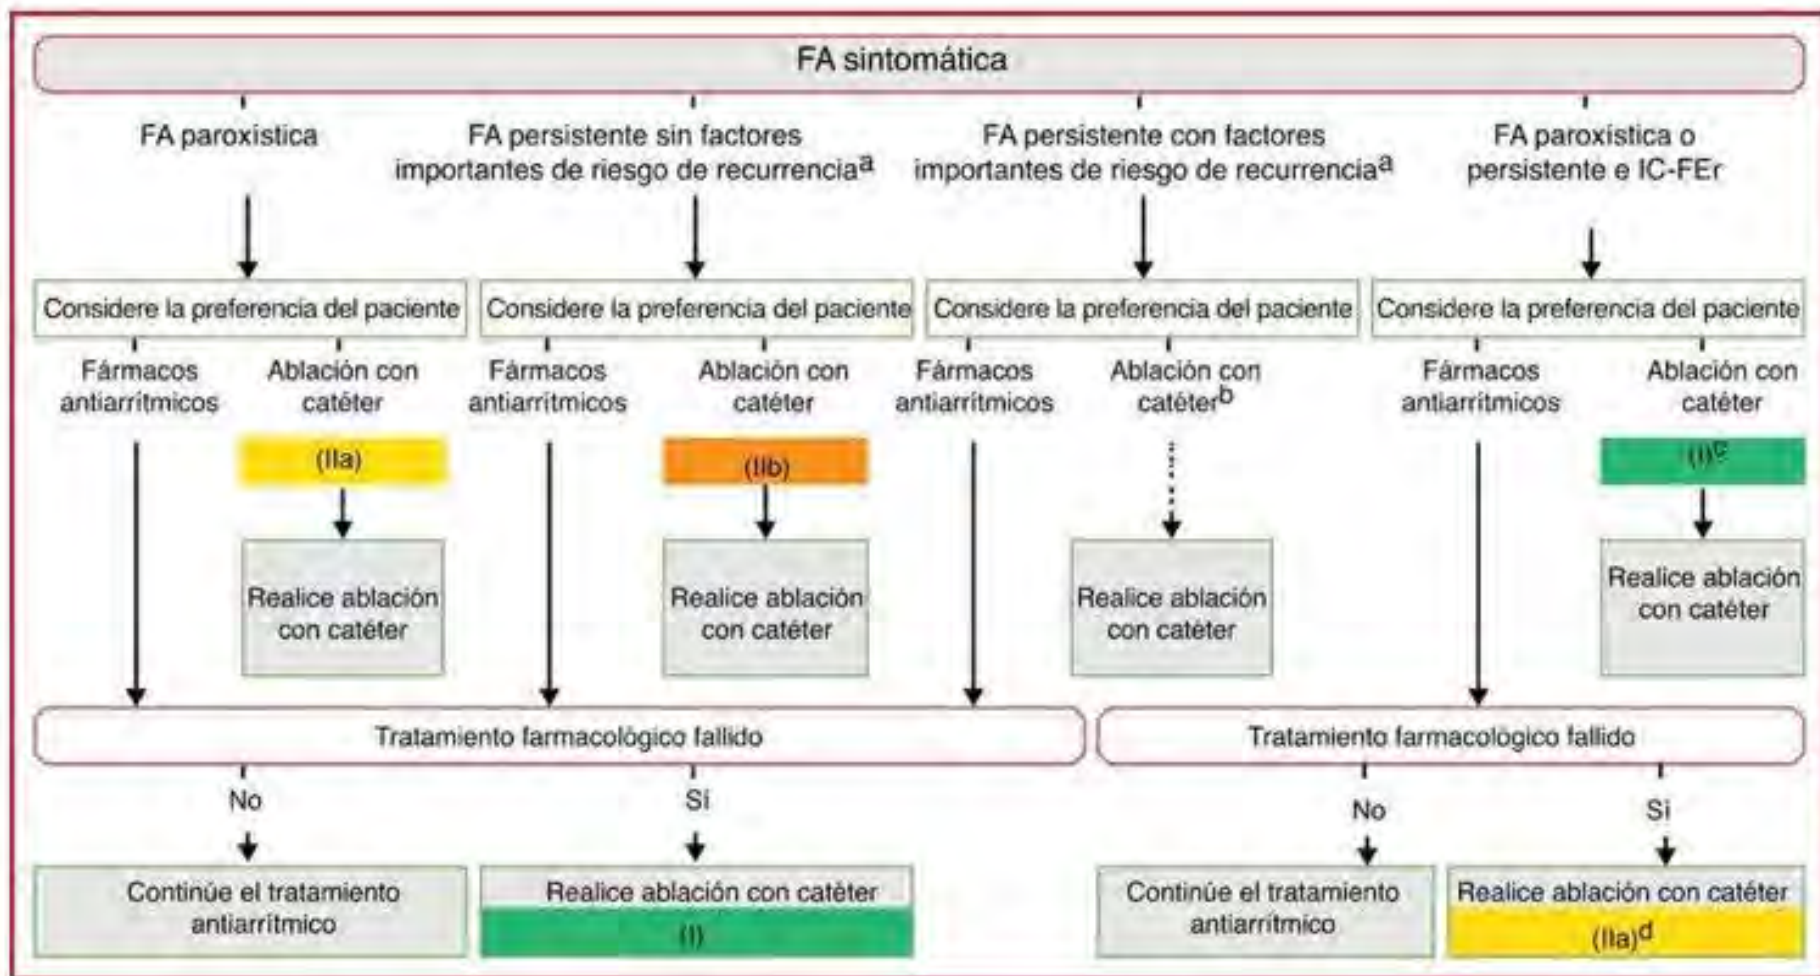 FA sintomática
FA paroxística
FA persistente sin factores
importantes de riesgo de recurrenciaa
FA persistente con factores
importantes de riesgo de recurrenciaa
FA paroxística o
persistente e IC-FEr
Considere la preferencia del paciente
Considere la preferencia del paciente
Considere la preferencia del paciente
Considere la preferencia del paciente
Fármacos
antiarrítmicos
Ablación con
catéter
Fármacos
antiarrítmicos
Ablación con
catéter
Fármacos
antiarrítmicos
Ablación con
catéterb
Fármacos
antiarrítmicos
Ablación con
catéter
(IIa)
(IIb)
(I)c
Realice ablación
con catéter
Realice ablación
con catéter
Realice ablación
con catéter
Realice ablación
con catéter
Tratamiento farmacológico fallido
Tratamiento farmacológico fallido
No
Sí
No
Sí
Continúe el tratamiento
antiarrítmico
Realice ablación con catéter
(I)
Continúe el tratamiento
antiarrítmico
Realice ablación con catéter
(IIa)d